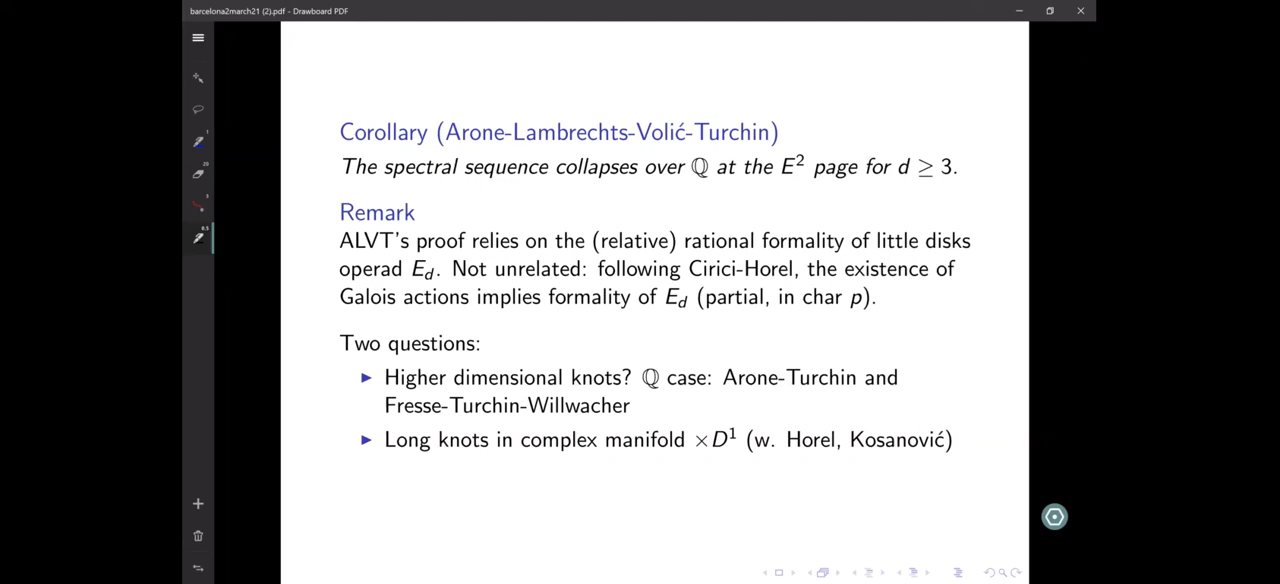 barcelona2march21 (2).pdf - Drawboard PDF
Corollary (Arone-Lambrechts-Volić-Turchin)
The spectral sequence collapses over ℚ at the E² page for d ≥ 3.
Remark
ALVT's proof relies on the (relative) rational formality of little disks
operad E_d. Not unrelated: following Cirici-Horel, the existence of
Galois actions implies formality of E_d (partial, in char p).
Two questions:
▶ Higher dimensional knots? ℚ case: Arone-Turchin and
Fresse-Turchin-Willwacher
▶ Long knots in complex manifold ×D¹ (w. Horel, Kosanović)